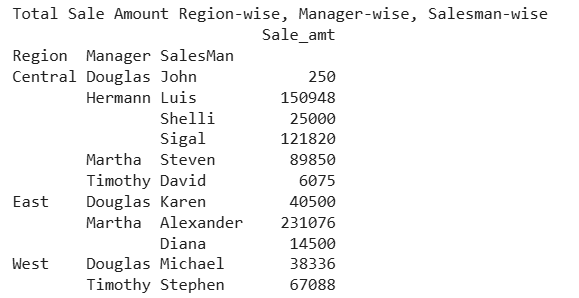 Total Sale Amount Region-wise, Manager-wise, Salesman-wise
Sale_amt
Region Manager SalesMan
Central Douglas John 250
Hermann Luis 150948
Shelli 25000
Sigal 121820
Martha Steven 89850
Timothy David 6075
East Douglas Karen 40500
Martha Alexander 231076
Diana 14500
West Douglas Michael 38336
Timothy Stephen 67088